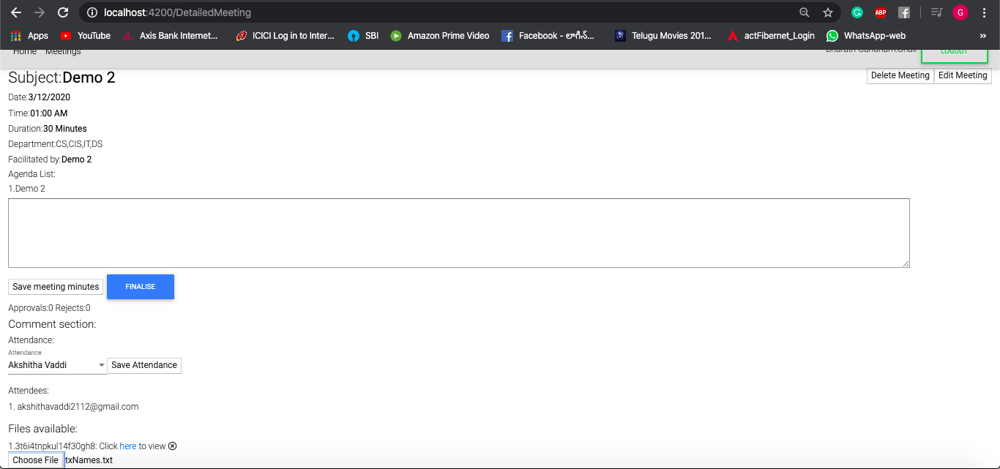 localhost:4200/DetailedMeeting
ABP
G
Apps YouTube Axis Bank Internet... ICICI Log in to Inter... SBI Amazon Prime Video Facebook - లాగిన్... Telugu Movies 201... actFibernet_Login WhatsApp-web »
Home Meetings LOGOUT
Subject:Demo 2
Delete Meeting Edit Meeting
Date:3/12/2020
Time:01:00 AM
Duration:30 Minutes
Department:CS,CIS,IT,DS
Facilitated by:Demo 2
Agenda List:
1.Demo 2
Save meeting minutes FINALISE
Approvals:0 Rejects:0
Comment section:
Attendance:
Attendance
Akshitha Vaddi Save Attendance
Attendees:
1. akshithavaddi2112@gmail.com
Files available:
1.3t6i4tnpkul14f30gh8: Click here to view
Choose File txNames.txt